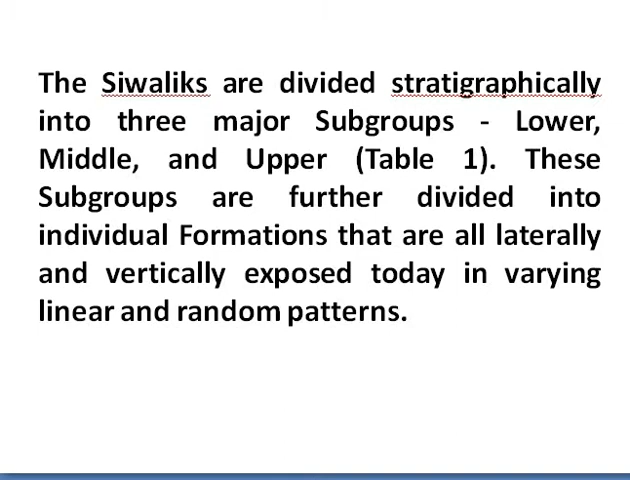 The Siwaliks are divided stratigraphically
into three major Subgroups - Lower,
Middle, and Upper (Table 1). These
Subgroups are further divided into
individual Formations that are all laterally
and vertically exposed today in varying
linear and random patterns.